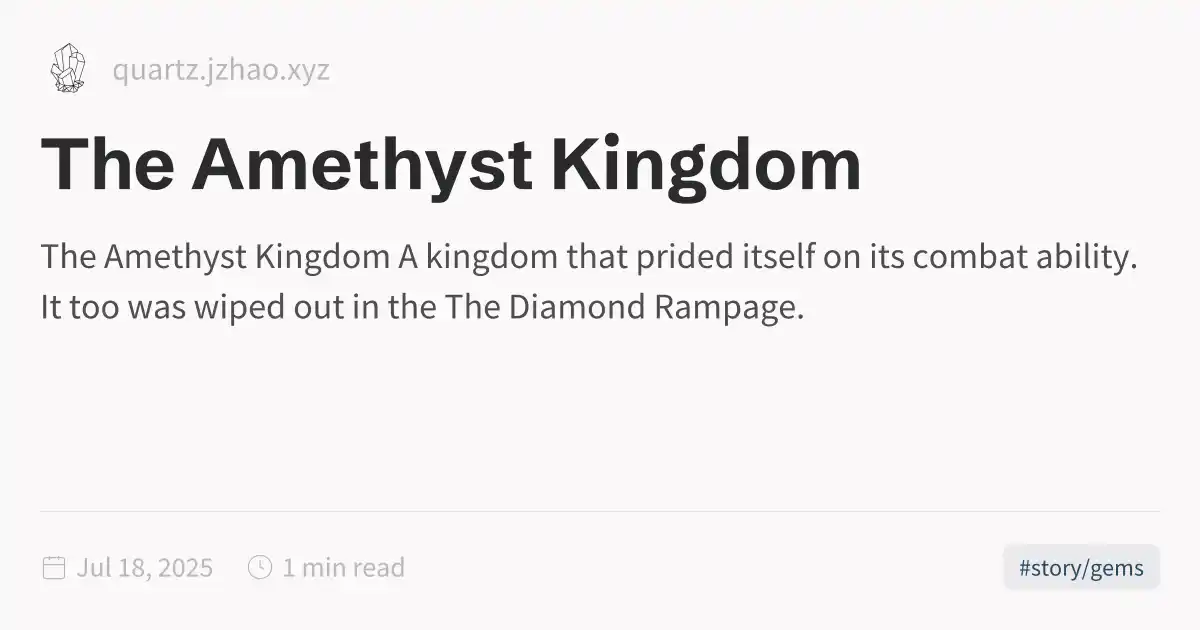 quartz.jzhao.xyz
The Amethyst Kingdom
The Amethyst Kingdom A kingdom that prided itself on its combat ability.
It too was wiped out in the The Diamond Rampage.
Jul 18, 2025 1 min read #story/gems